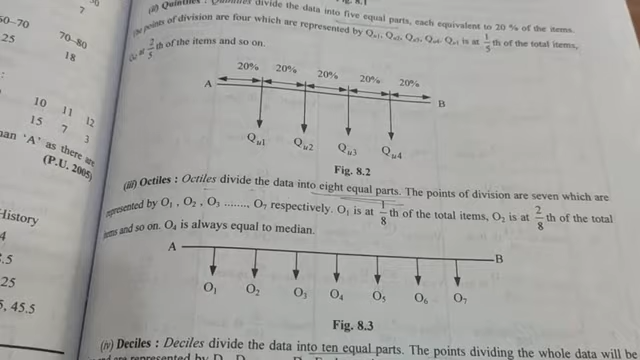 Fig. 8.1
(ii) Quintiles : Quintiles divide the data into five equal parts, each equivalent to 20 % of the items.
the points of division are four which are represented by Qu1, Qu2, Qu3, Qu4. Qu1 is at 1/5 th of the total items,
Qu2 at 2/5 th of the items and so on.
20% 20% 20% 20% 20%
A B
Qu1 Qu2 Qu3 Qu4
Fig. 8.2
(iii) Octiles : Octiles divide the data into eight equal parts. The points of division are seven which are
represented by O1 , O2 , O3 ........, O7 respectively. O1 is at 1/8 th of the total items, O2 is at 2/8 th of the total
items and so on. O4 is always equal to median.
A B
O1 O2 O3 O4 O5 O6 O7
Fig. 8.3
(iv) Deciles : Deciles divide the data into ten equal parts. The points dividing the whole data will be
60–70 70–80
25 18
10 11 12
15 7 3
an ‘A’ as there are
(P.U. 2005)
History
4
.5
25
, 45.5